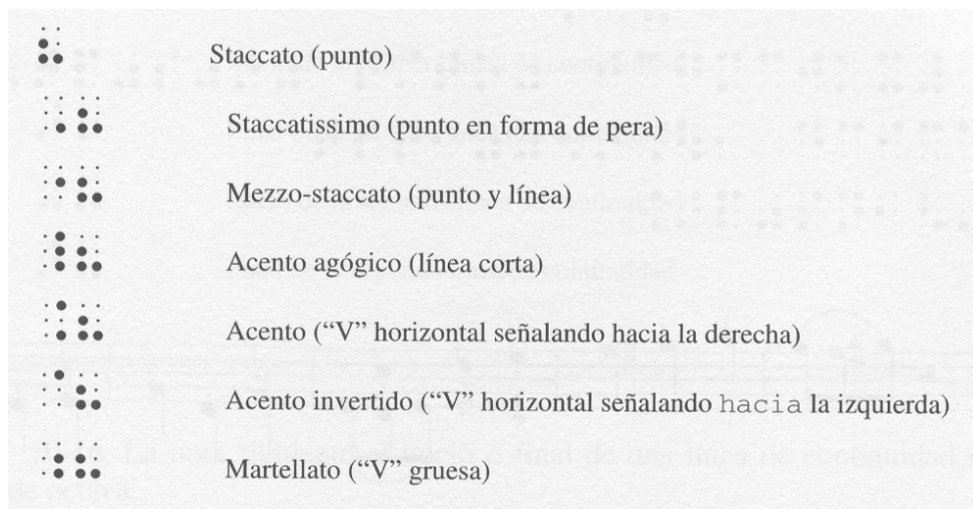 Staccato (punto)
Staccatissimo (punto en forma de pera)
Mezzo-staccato (punto y línea)
Acento agógico (línea corta)
Acento (“V” horizontal señalando hacia la derecha)
Acento invertido (“V” horizontal señalando hacia la izquierda)
Martellato (“V” gruesa)